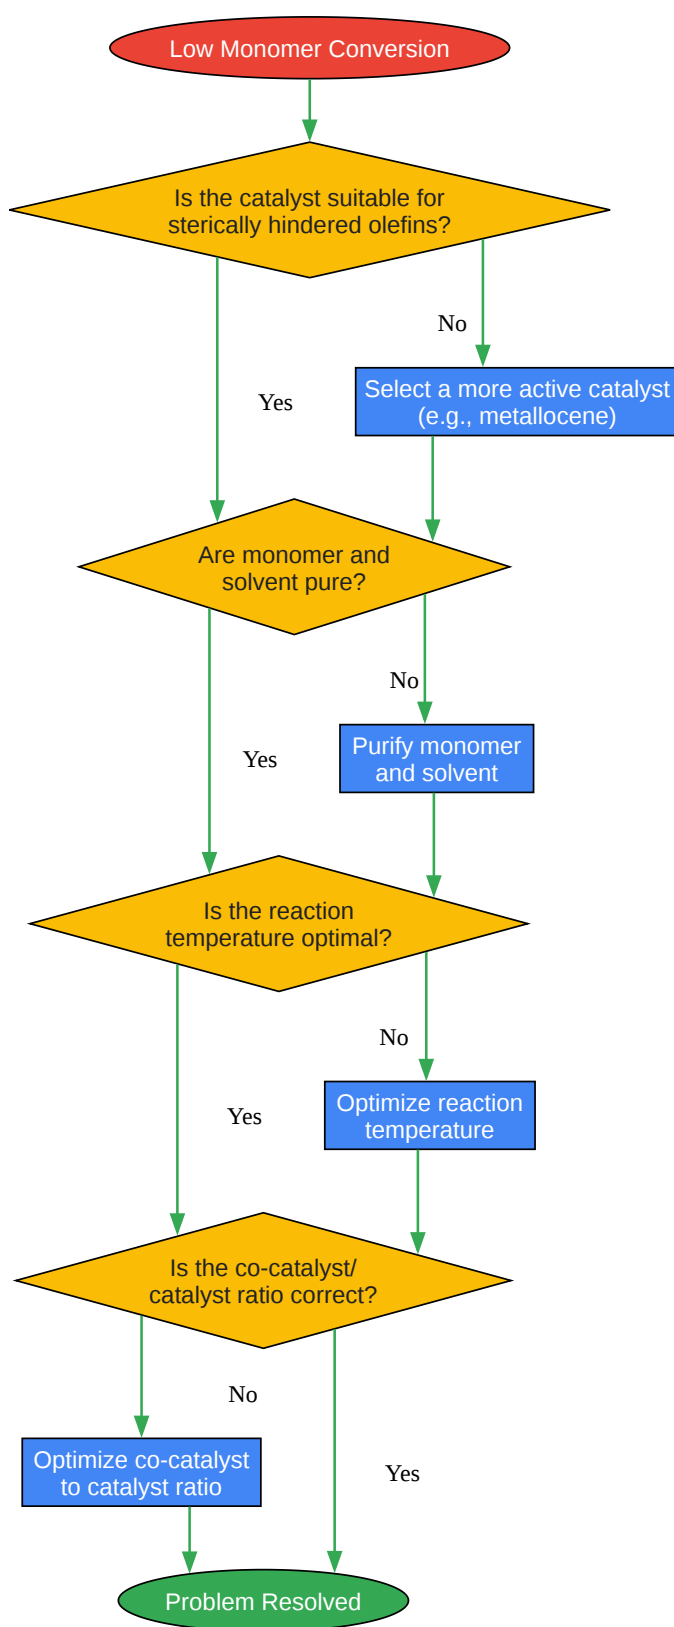 Low Monomer Conversion
Is the catalyst suitable for
sterically hindered olefins?
No
Yes
Select a more active catalyst
(e.g., metallocene)
Are monomer and
solvent pure?
No
Yes
Purify monomer
and solvent
Is the reaction
temperature optimal?
No
Yes
Optimize reaction
temperature
Is the co-catalyst/
catalyst ratio correct?
No
Yes
Optimize co-catalyst
to catalyst ratio
Problem Resolved